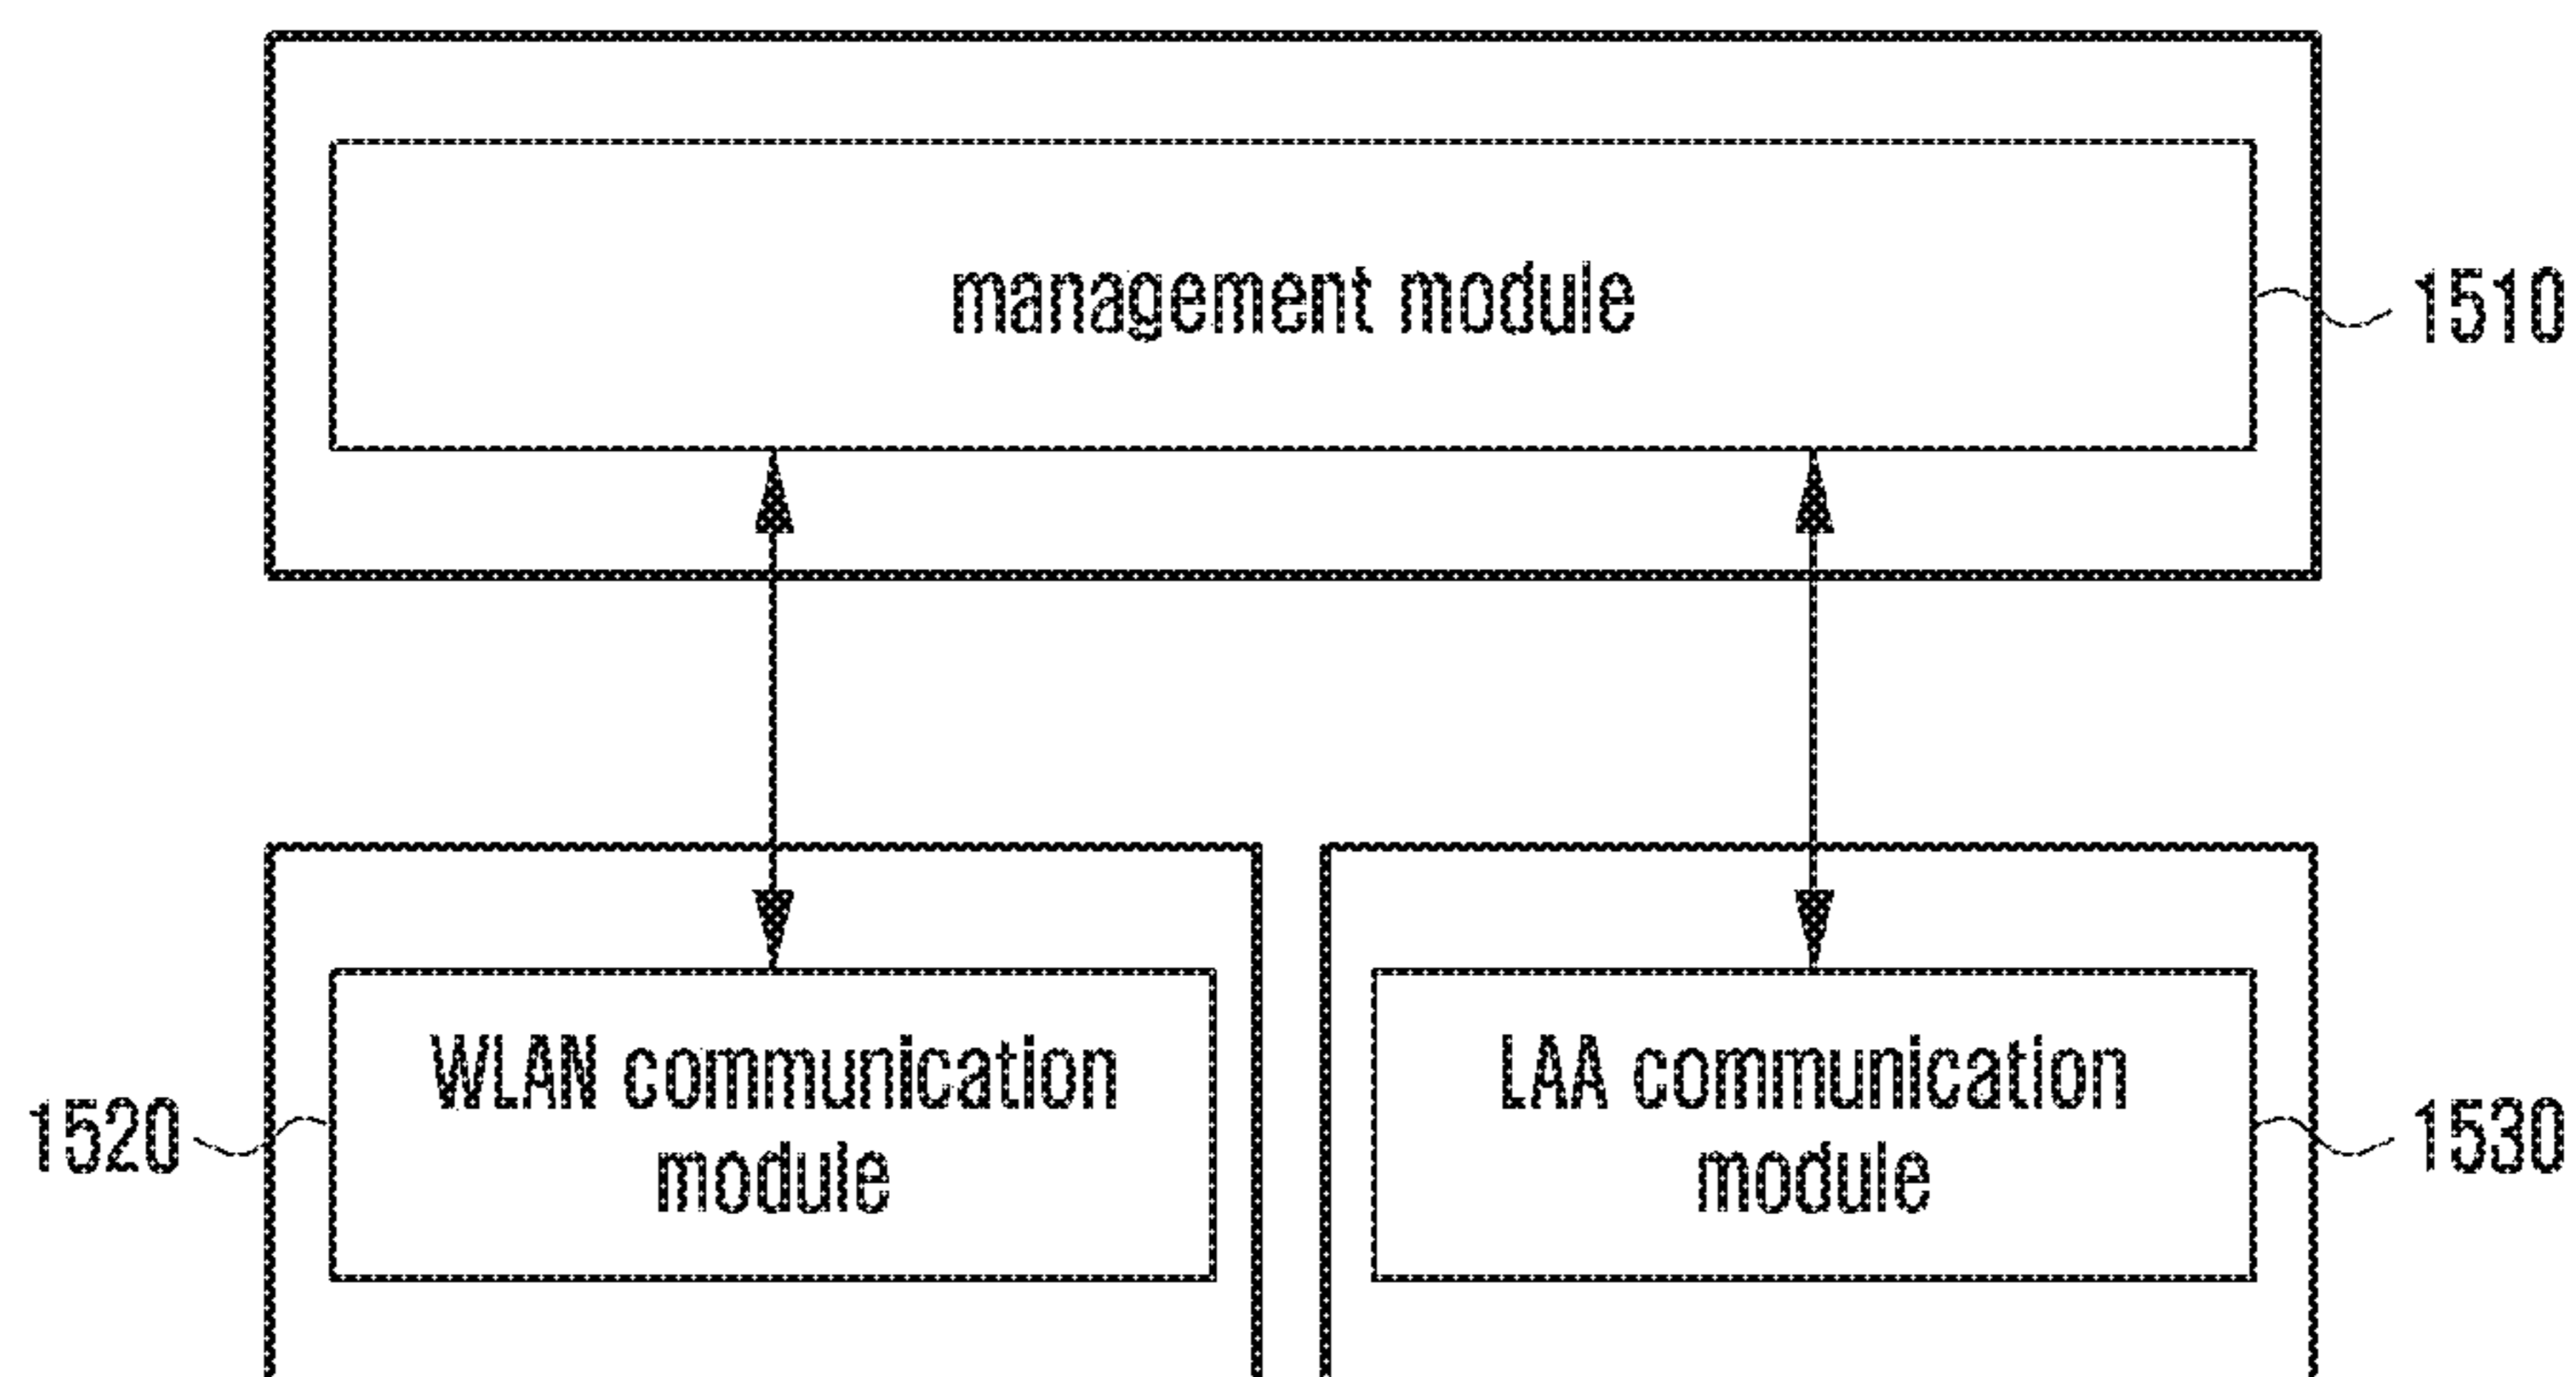 management module
1510
WLAN communication
module
1520
LAA communication
module
1530